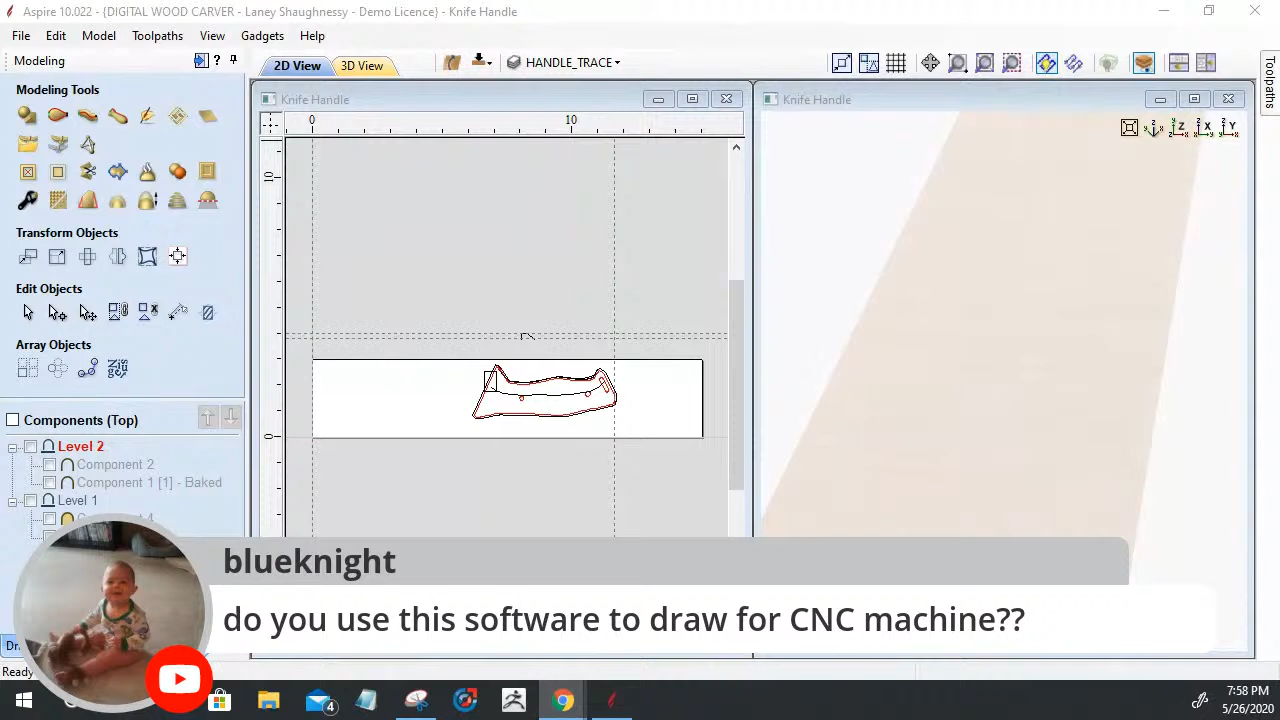 Aspire 10.022 - {DIGITAL WOOD CARVER - Laney Shaughnessy - Demo Licence} - Knife Handle
File Edit Model Toolpaths View Gadgets Help
Modeling ?
2D View 3D View HANDLE_TRACE
Modeling Tools
Knife Handle
Knife Handle
Toolpaths
0 10
Z X Y
10
Transform Objects
Edit Objects
Array Objects
Components (Top)
0
Level 2
Component 2
Component 1 [1] - Baked
Level 1
blueknight
do you use this software to draw for CNC machine??
Ready
4
7:58 PM
5/26/2020